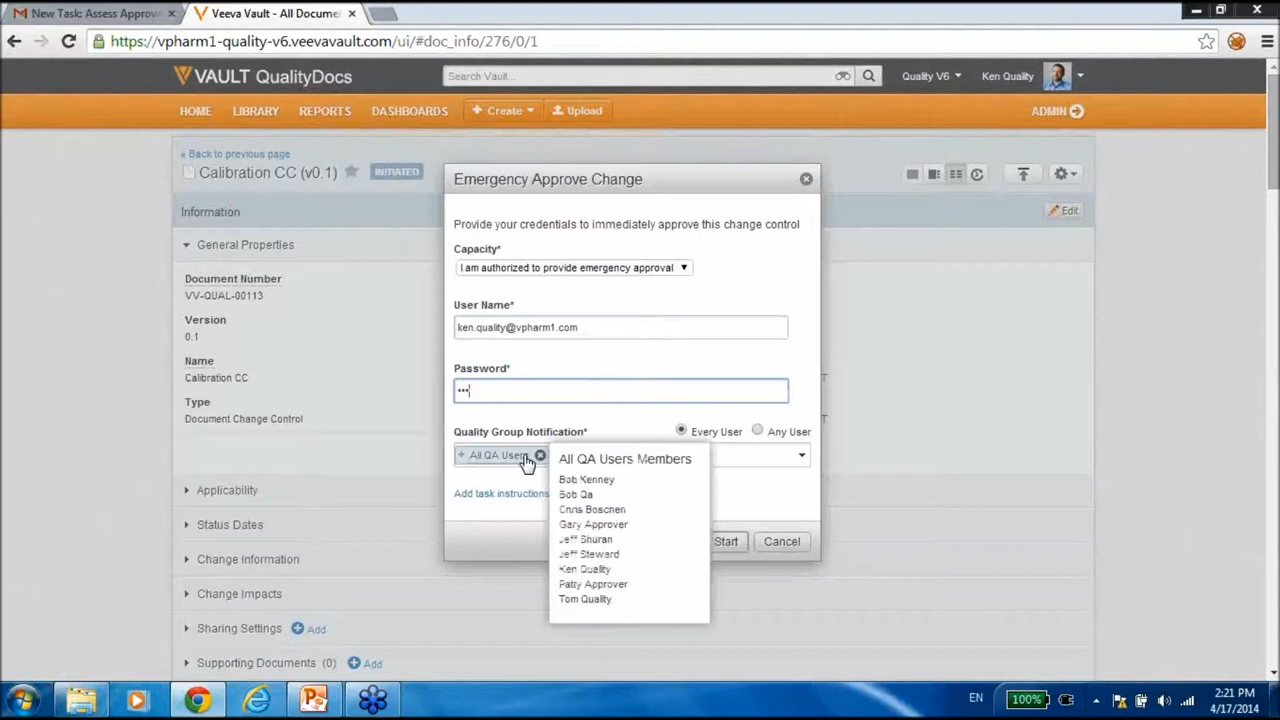 New Task: Assess Approv
Veeva Vault - All Docume
https://vpharm1-quality-v6.veevavault.com/ui/#doc_info/276/0/1
VAULT QualityDocs
Search Vault...
Quality V6
Ken Quality
HOME
LIBRARY
REPORTS
DASHBOARDS
+ Create
Upload
ADMIN
« Back to previous page
Calibration CC (v0.1)
INITIATED
Information
Edit
General Properties
Document Number
VV-QUAL-00113
Version
0.1
Name
Calibration CC
Type
Document Change Control
Applicability
Status Dates
Change Information
Change Impacts
Sharing Settings
Add
Supporting Documents (0)
Add
Emergency Approve Change
Provide your credentials to immediately approve this change control
Capacity*
I am authorized to provide emergency approval
User Name*
ken.quality@vpharm1.com
Password*
•••
Quality Group Notification*
Every User
Any User
All QA Users
Add task instructions
All QA Users Members
Bob Kenney
Bob Qa
Chris Boschen
Gary Approver
Jeff Shuran
Jeff Steward
Ken Quality
Patty Approver
Tom Quality
Start
Cancel
EN
100%
2:21 PM
4/17/2014